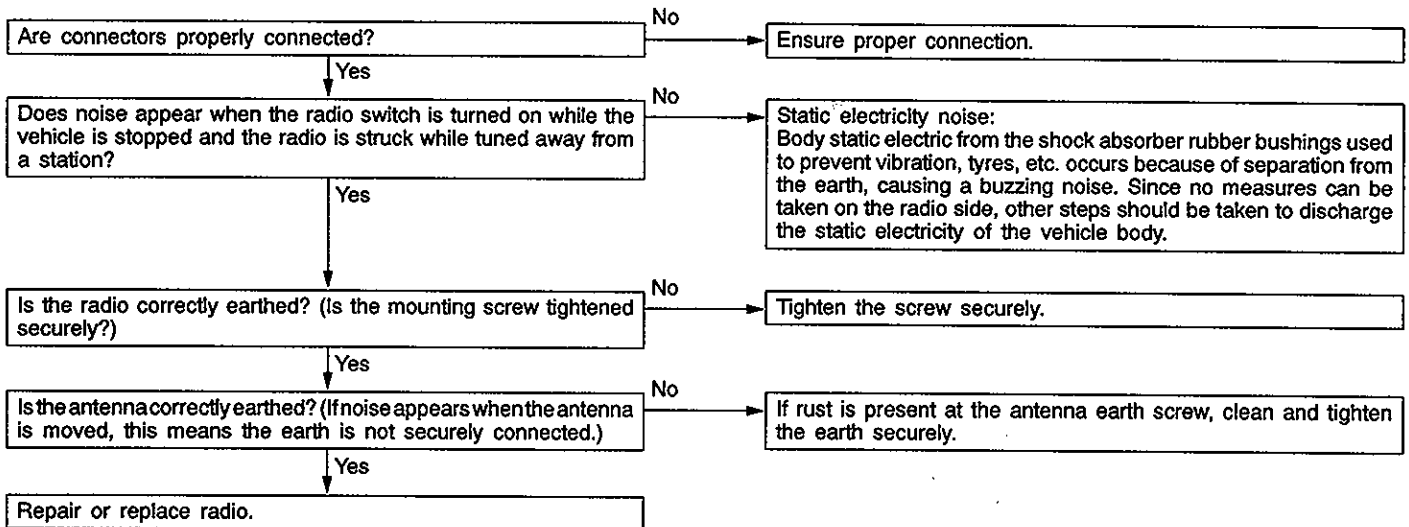 No
Are connectors properly connected?
Ensure proper connection.
Yes
No
Does noise appear when the radio switch is turned on while the
vehicle is stopped and the radio is struck while tuned away from
a station?
Static electricity noise:
Body static electric from the shock absorber rubber bushings used
to prevent vibration, tyres, etc. occurs because of separation from
the earth, causing a buzzing noise. Since no measures can be
taken on the radio side, other steps should be taken to discharge
the static electricity of the vehicle body.
Yes
No
Is the radio correctly earthed? (Is the mounting screw tightened
securely?)
Tighten the screw securely.
Yes
No
Is the antenna correctly earthed? (If noise appears when the antenna
is moved, this means the earth is not securely connected.)
If rust is present at the antenna earth screw, clean and tighten
the earth securely.
Yes
Repair or replace radio.